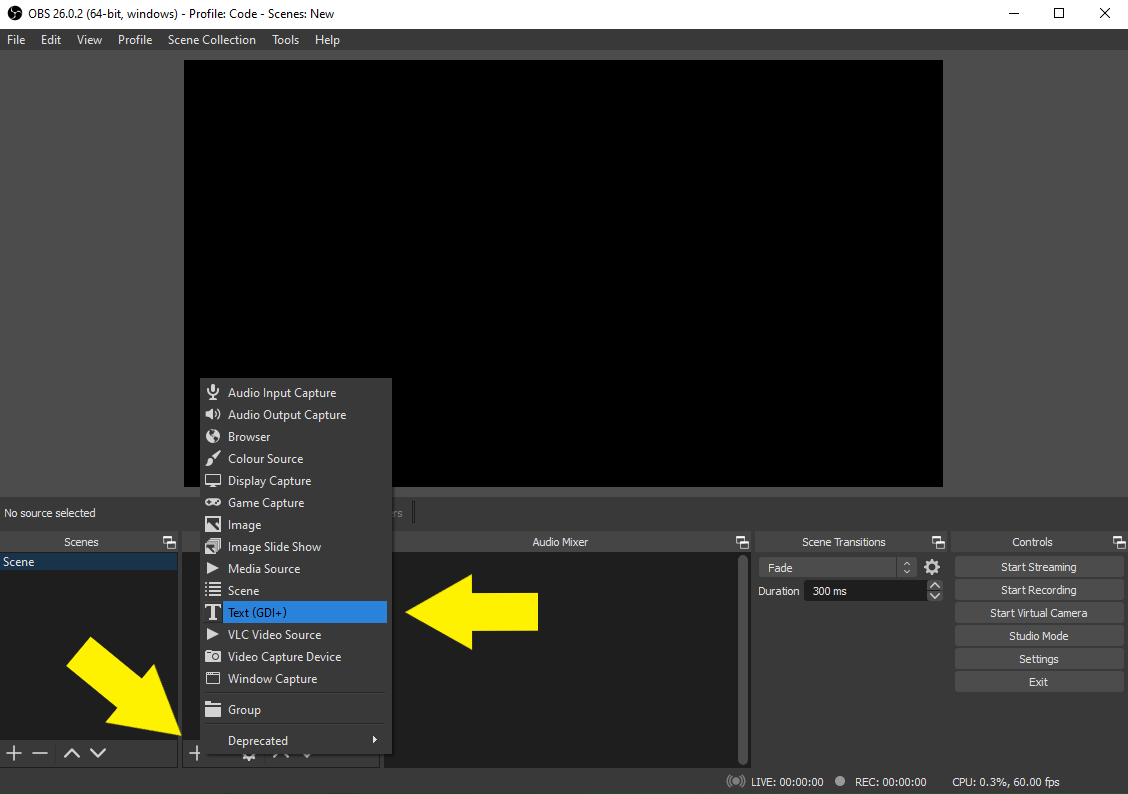 OBS 26.0.2 (64-bit, windows) - Profile: Code - Scenes: New
File Edit View Profile Scene Collection Tools Help
Audio Input Capture
Audio Output Capture
Browser
Colour Source
Display Capture
Game Capture
Image
Image Slide Show
Media Source
Scene
Text (GDI+)
VLC Video Source
Video Capture Device
Window Capture
Group
Deprecated
No source selected
Scenes
Scene
Audio Mixer
Scene Transitions
Fade
Duration 300 ms
Controls
Start Streaming
Start Recording
Start Virtual Camera
Studio Mode
Settings
Exit
LIVE: 00:00:00 REC: 00:00:00 CPU: 0.3%, 60.00 fps